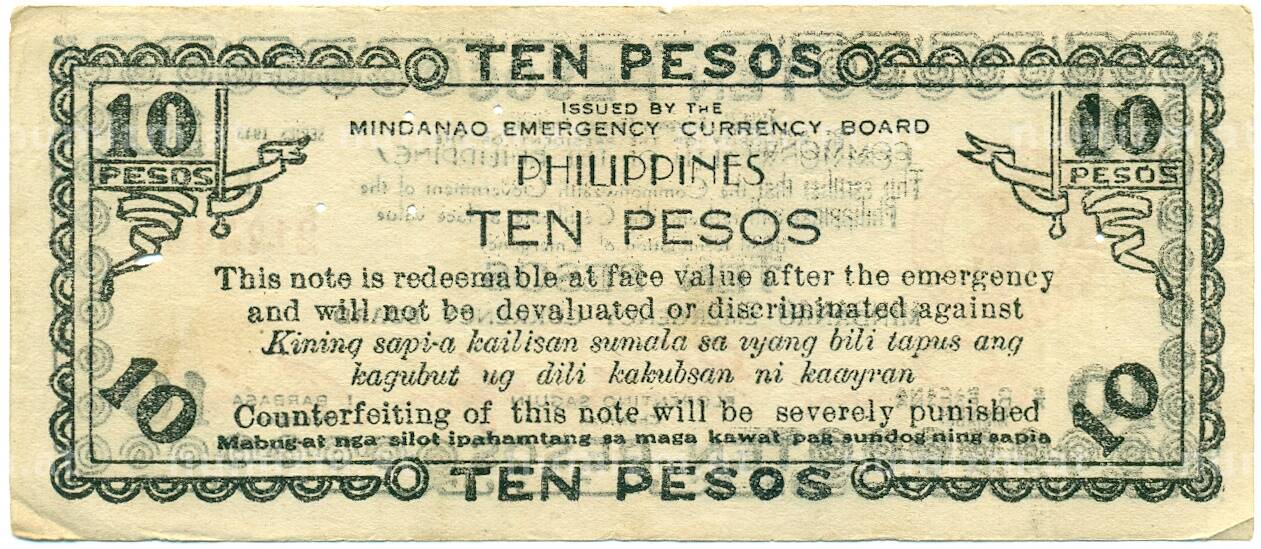 TEN PESOS
10 PESOS
10 PESOS
ISSUED BY THE
MINDANAO EMERGENCY CURRENCY BOARD
PHILIPPINES
TEN PESOS
This note is redeemable at face value after the emergency
and will not be devaluated or discriminated against
Kining sapi-a kailisan sumala sa vyang bili tapus ang
kagubut ug dili kakubsan ni kaayran
10
10
Counterfeiting of this note will be severely punished
Mabug-at nga silot ipahamtang sa maga kawat pag sundog ning sapia
TEN PESOS